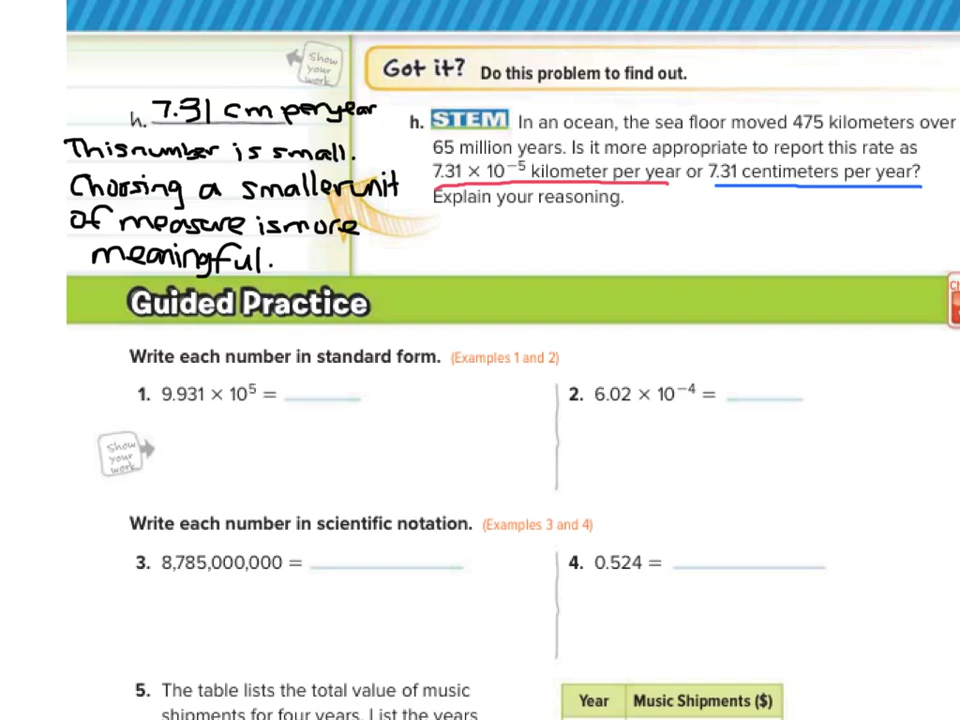 Show
your
work
Got it? Do this problem to find out.
h. 7.31 cm per year
This number is small.
Choosing a smaller unit
of measure is more
meaningful.
h. STEM In an ocean, the sea floor moved 475 kilometers over
65 million years. Is it more appropriate to report this rate as
7.31 × 10⁻⁵ kilometer per year or 7.31 centimeters per year?
Explain your reasoning.
Guided Practice
Write each number in standard form. (Examples 1 and 2)
1. 9.931 × 10⁵ =
2. 6.02 × 10⁻⁴ =
Show
your
work
Write each number in scientific notation. (Examples 3 and 4)
3. 8,785,000,000 =
4. 0.524 =
5. The table lists the total value of music
shipments for four years. List the years
Year Music Shipments ($)